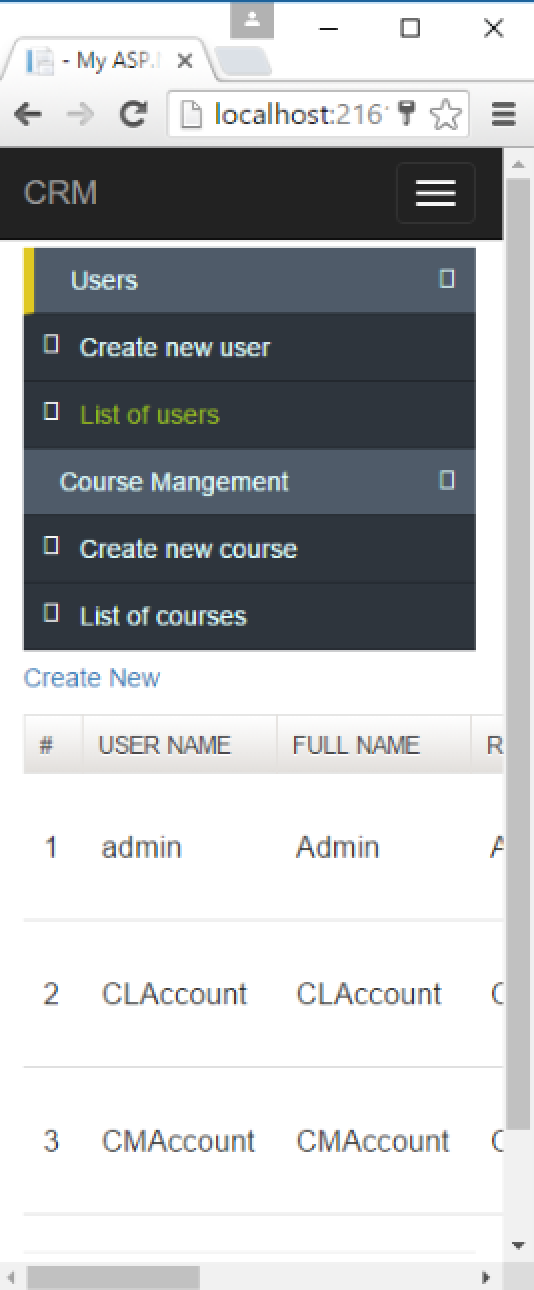 - My ASP.
localhost:216
CRM
Users
Create new user
List of users
Course Mangement
Create new course
List of courses
Create New
# USER NAME FULL NAME R
1 admin Admin A
2 CLAccount CLAccount C
3 CMAccount CMAccount C